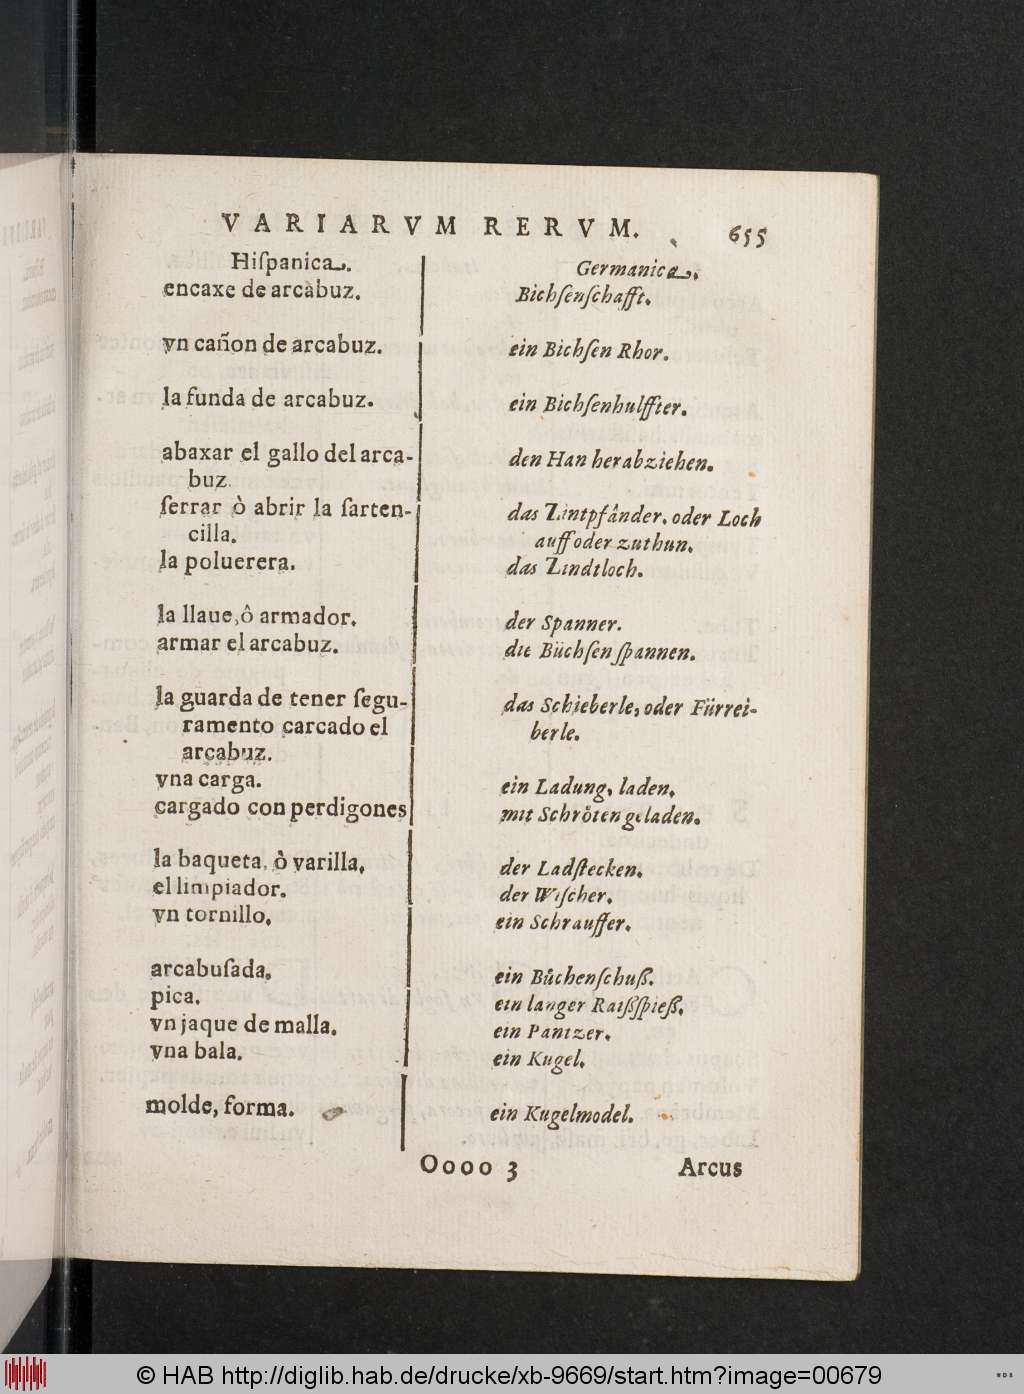 VARIARVM RERVM. 655
Hiſpanica.
encaxe de arcàbuz.
vn cañon de arcabuz.
la funda de arcabuz.
abaxar el gallo del arca-
buz.
ſerrar ò abrir la ſarten-
cilla.
la poluerera.
la llaue, ô armador.
armar el arcabuz.
la guarda de tener ſegu-
ramento carcado el
arcabuz.
vna carga.
cargado con perdigones
la baqueta, ò varilla.
el limpiador.
vn tornillo.
arcabuſada.
pica.
vn jaque de malla.
vna bala.
molde, forma.
Germanica.
Bichſenſchafft.
ein Bichſen Rhor.
ein Bichſenhulffter.
den Han herabziehen.
das Zintpfånder, oder Loch
auff oder zuthun.
das Zindtloch.
der Spanner.
die Büchſen ſpannen.
das Schieberle, oder Fürrei-
berle.
ein Ladung, laden.
mit Schröten geladen.
der Ladſtecken.
der Wiſcher.
ein Schrauffer.
ein Bůchenſchuß.
ein langer Raißſpieß.
ein Pantzer.
ein Kugel.
ein Kugelmodel.
Oooo 3 Arcus
© HAB http://diglib.hab.de/drucke/xb-9669/start.htm?image=00679